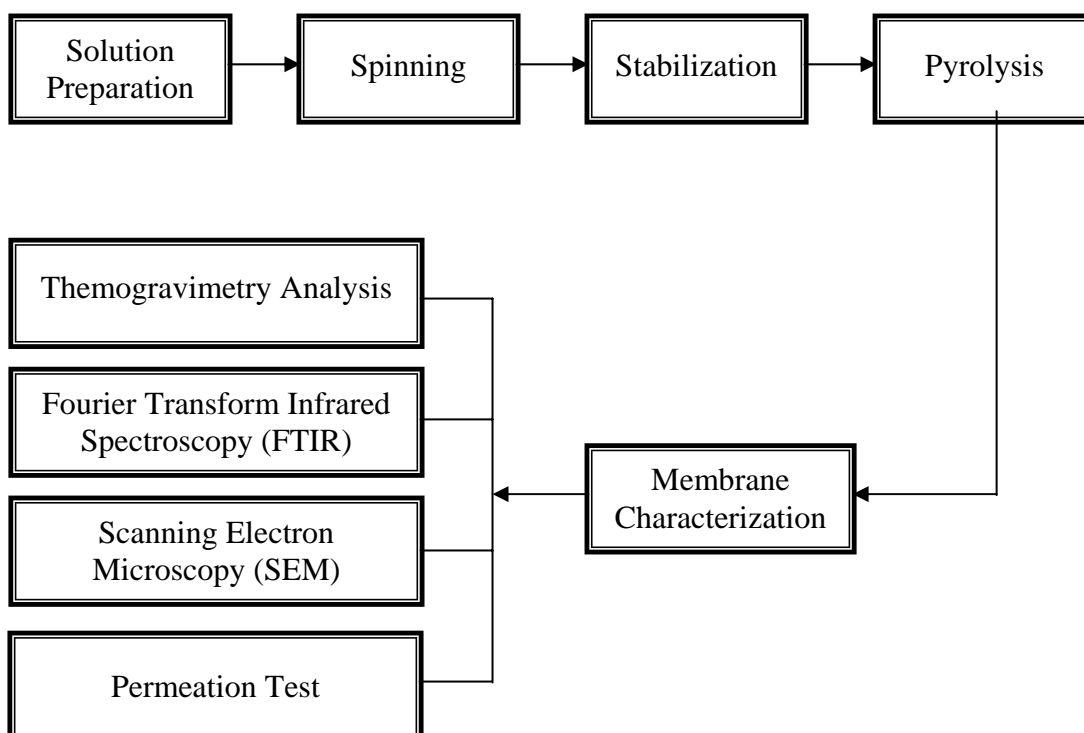 Solution
Preparation
Spinning
Stabilization
Pyrolysis
Themogravimetry Analysis
Fourier Transform Infrared
Spectroscopy (FTIR)
Scanning Electron
Microscopy (SEM)
Permeation Test
Membrane
Characterization